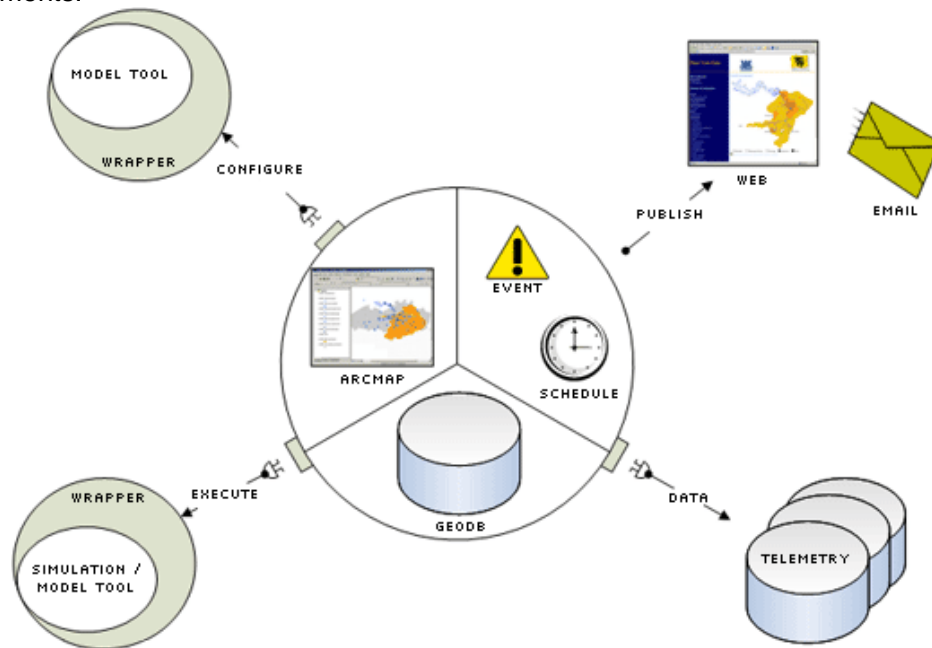 MODEL TOOL
WRAPPER
CONFIGURE
WEB
EMAIL
PUBLISH
EVENT
ARCMAP
SCHEDULE
GEODB
EXECUTE
WRAPPER
SIMULATION /
MODEL TOOL
DATA
TELEMETRY